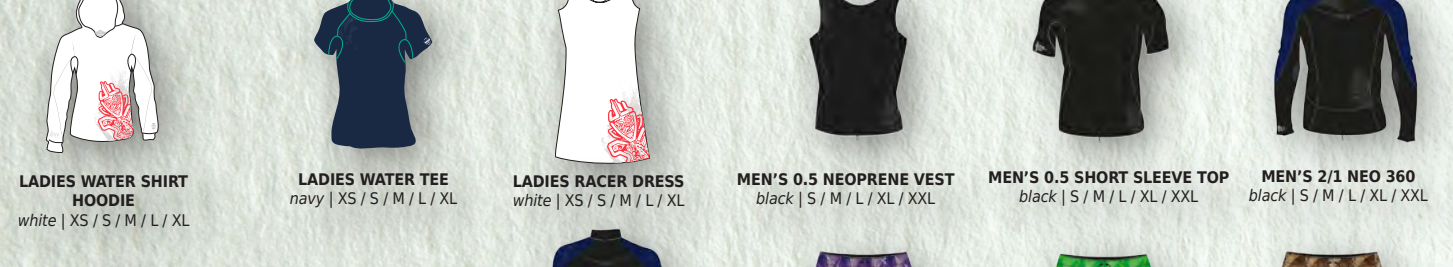 LADIES WATER SHIRT
HOODIE
white | XS / S / M / L / XL
LADIES WATER TEE
navy | XS / S / M / L / XL
LADIES RACER DRESS
white | XS / S / M / L / XL
MEN'S 0.5 NEOPRENE VEST
black | S / M / L / XL / XXL
MEN'S 0.5 SHORT SLEEVE TOP
black | S / M / L / XL / XXL
MEN'S 2/1 NEO 360
black | S / M / L / XL / XXL